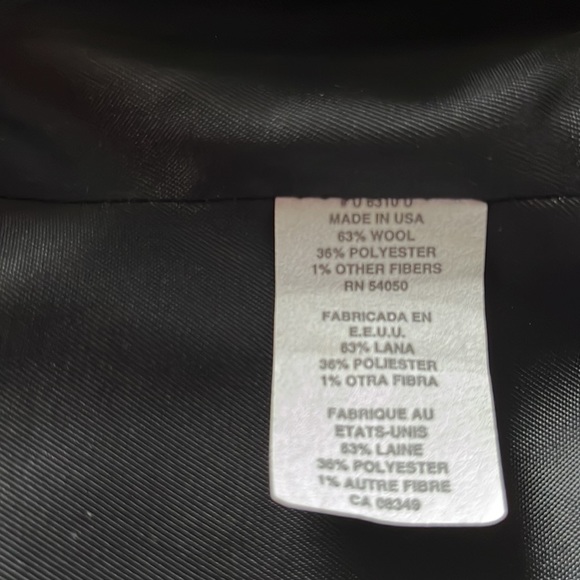 MADE IN USA
63% WOOL
36% POLYESTER
1% OTHER FIBERS
RN 54050
FABRICADA EN
E.E.U.U.
63% LANA
36% POLIESTER
1% OTRA FIBRA
FABRIQUE AU
ETATS-UNIS
63% LAINE
36% POLYESTER
1% AUTRE FIBRE
CA 08349